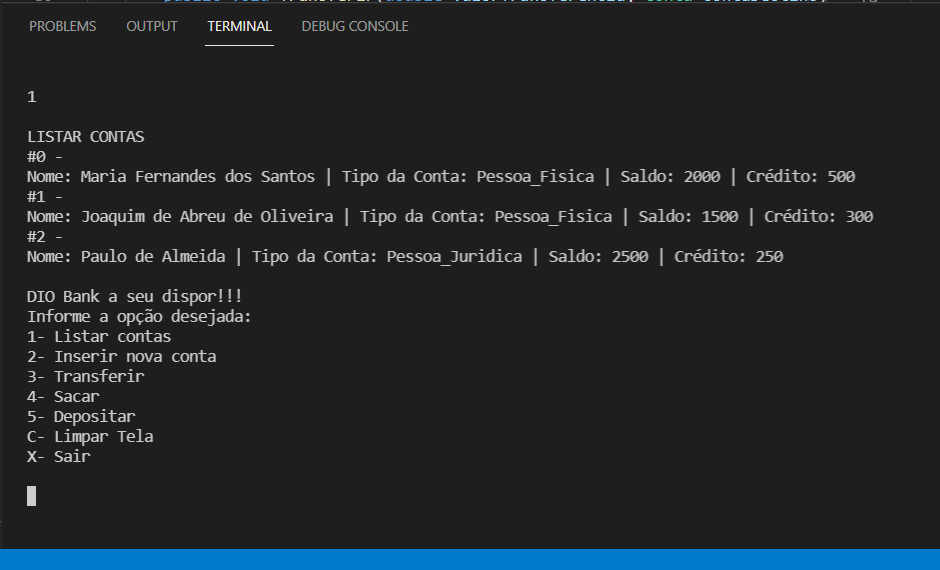 PROBLEMS OUTPUT TERMINAL DEBUG CONSOLE
1
LISTAR CONTAS
#0 -
Nome: Maria Fernandes dos Santos | Tipo da Conta: Pessoa_Fisica | Saldo: 2000 | Crédito: 500
#1 -
Nome: Joaquim de Abreu de Oliveira | Tipo da Conta: Pessoa_Fisica | Saldo: 1500 | Crédito: 300
#2 -
Nome: Paulo de Almeida | Tipo da Conta: Pessoa_Juridica | Saldo: 2500 | Crédito: 250
DIO Bank a seu dispor!!!
Informe a opção desejada:
1- Listar contas
2- Inserir nova conta
3- Transferir
4- Sacar
5- Depositar
C- Limpar Tela
X- Sair